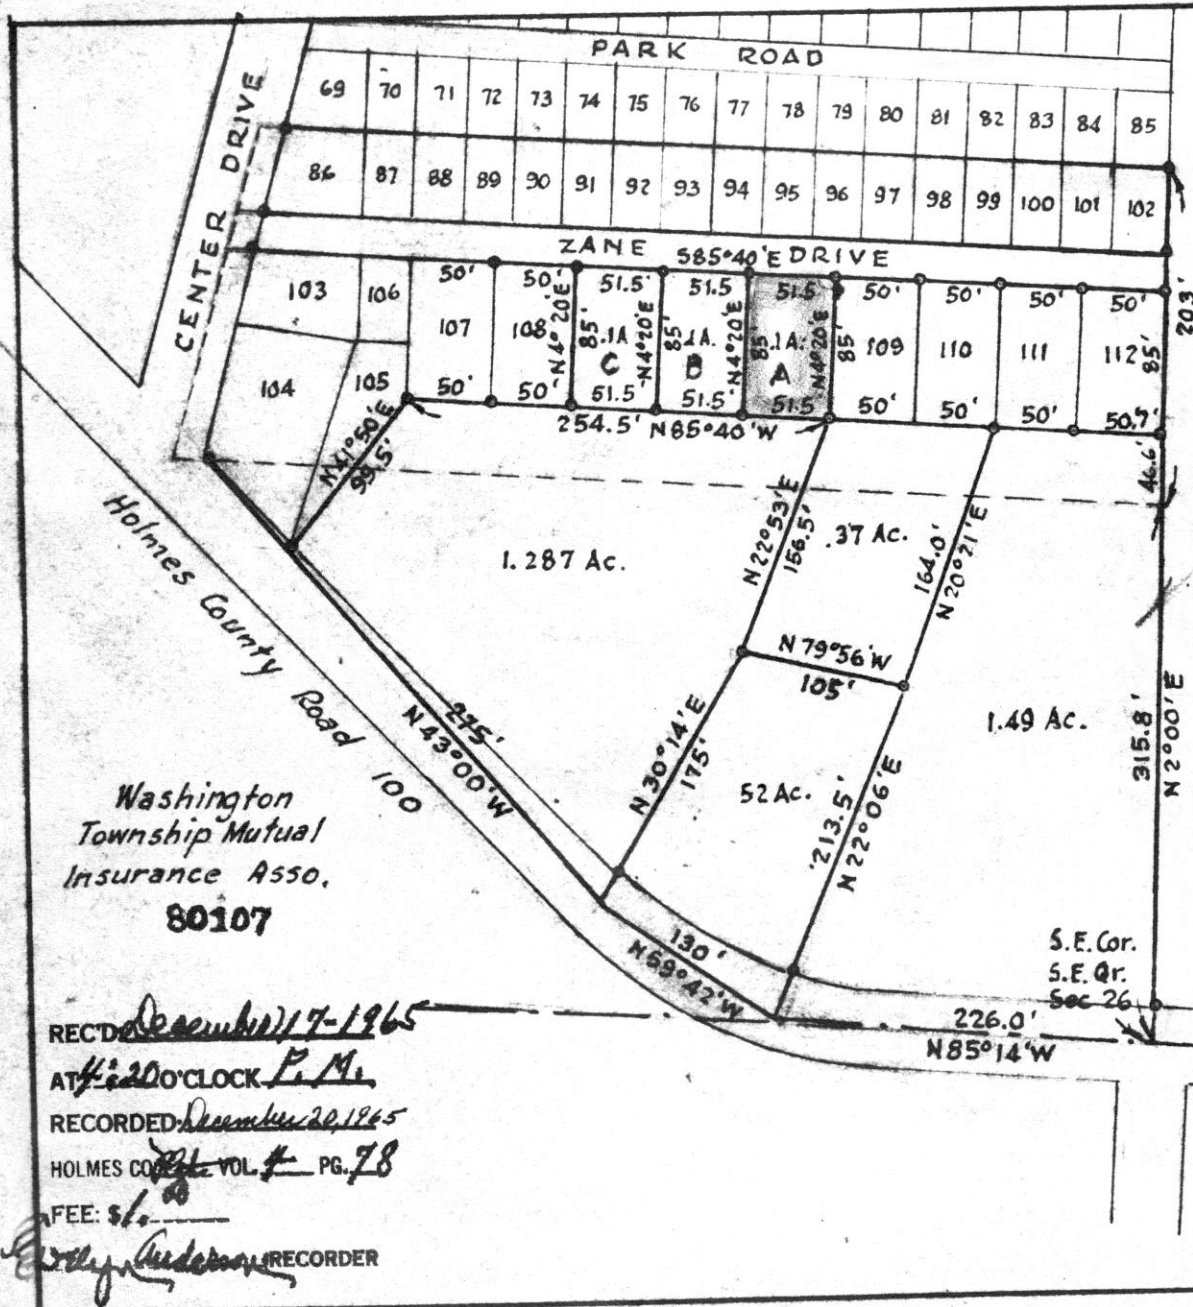 PARK ROAD
CENTER DRIVE
69 70 71 72 73 74 75 76 77 78 79 80 81 82 83 84 85
86 87 88 89 90 91 92 93 94 95 96 97 98 99 100 101 102
ZANE S85°40'E DRIVE
50' 50' 51.5' 51.5 51.5' 50' 50' 50' 50'
203'
103 106
107 108 N4°20'E 85' .1A N4°20'E 85' .1A. N4°20'E 85' .1A. N4°20'E 85' 109 110 111 112 85'
C B A
104 105
50' 50' 51.5 51.5' 51.5 50' 50' 50' 50.7'
254.5' N85°40'W
N41°50'E
99.5'
46.6'
1.287 Ac.
N22°53'E
156.5'
.37 Ac.
164.0'
N20°21'E
N79°56'W
105'
Holmes County Road 100
275'
N43°00'W
N30°14'E
175'
52 Ac.
213.5'
N22°06'E
1.49 Ac.
315.8'
N2°00'E
Washington
Township Mutual
Insurance Asso.
80107
130'
N59°42'W
S.E. Cor.
S.E. Qr.
Sec 26
226.0'
N85°14'W
REC'D December 17-1965
AT 4:20 O'CLOCK P.M.
RECORDED December 20, 1965
HOLMES CO. VOL. 4 PG. 78
FEE: $1.00
Evelyn Anderson RECORDER